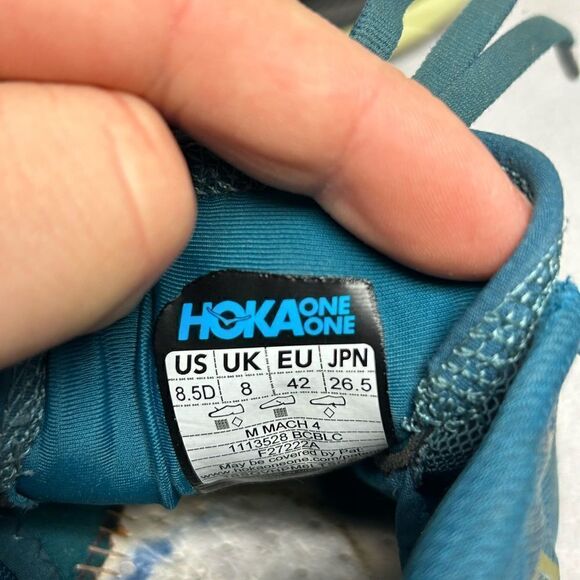 HOKA ONE ONE
US UK EU JPN
8.5D 8 42 26.5
M MACH 4
1113528 BCBLC
F27222A
May be covered by Pat.